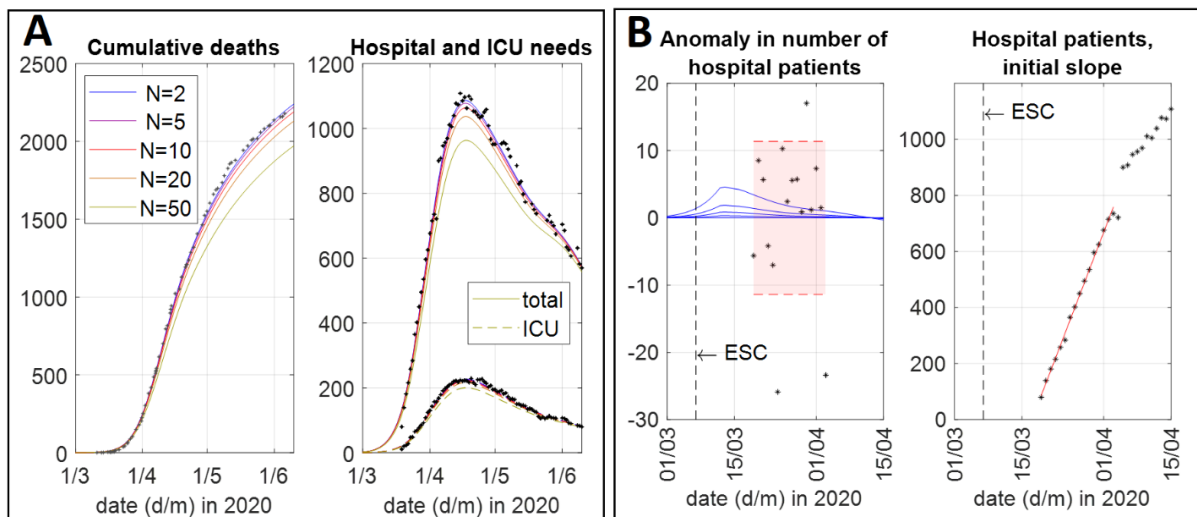 A
Cumulative deaths
2500
2000
1500
1000
500
0
N=2
N=5
N=10
N=20
N=50
1/3
1/4
1/5
1/6
date (d/m) in 2020
Hospital and ICU needs
1200
1000
800
600
400
200
0
total
ICU
1/3
1/4
1/5
1/6
date (d/m) in 2020
B
Anomaly in number of
hospital patients
20
10
0
-10
-20
-30
← ESC
01/03
15/03
01/04
15/04
date (d/m) in 2020
Hospital patients,
initial slope
← ESC
1000
800
600
400
200
0
01/03
15/03
01/04
15/04
date (d/m) in 2020